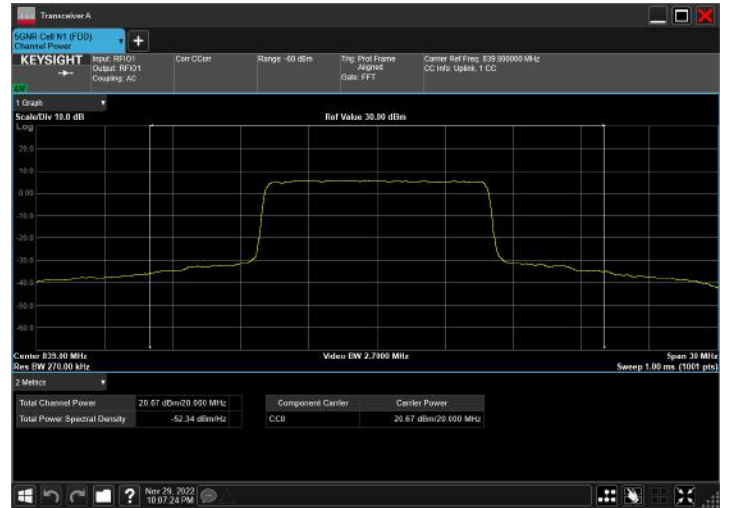 Transceiver A
5GNR Cell N1 (FDD)
Channel Power
KEYSIGHT
Input: RFIO1
Output: RFIO1
Coupling: AC
Corr CCorr
Range -60 dBm
Trig: Prot Frame
Aligned
Gate: FFT
Carrier Ref Freq: 839.000000 MHz
CC Info: Uplink, 1 CC
1 Graph
Scale/Div 10.0 dB
Ref Value 30.00 dBm
Log
20.0
10.0
0.00
-10.0
-20.0
-30.0
-40.0
-50.0
-60.0
Center 839.00 MHz
Video BW 2.7000 MHz
Span 30 MHz
Res BW 270.00 kHz
Sweep 1.00 ms (1001 pts)
2 Metrics
Total Channel Power 20.67 dBm/20.000 MHz
Total Power Spectral Density -52.34 dBm/Hz
Component Carrier Carrier Power
CC0 20.67 dBm/20.000 MHz
?
Nov 29, 2022
10:07:24 PM